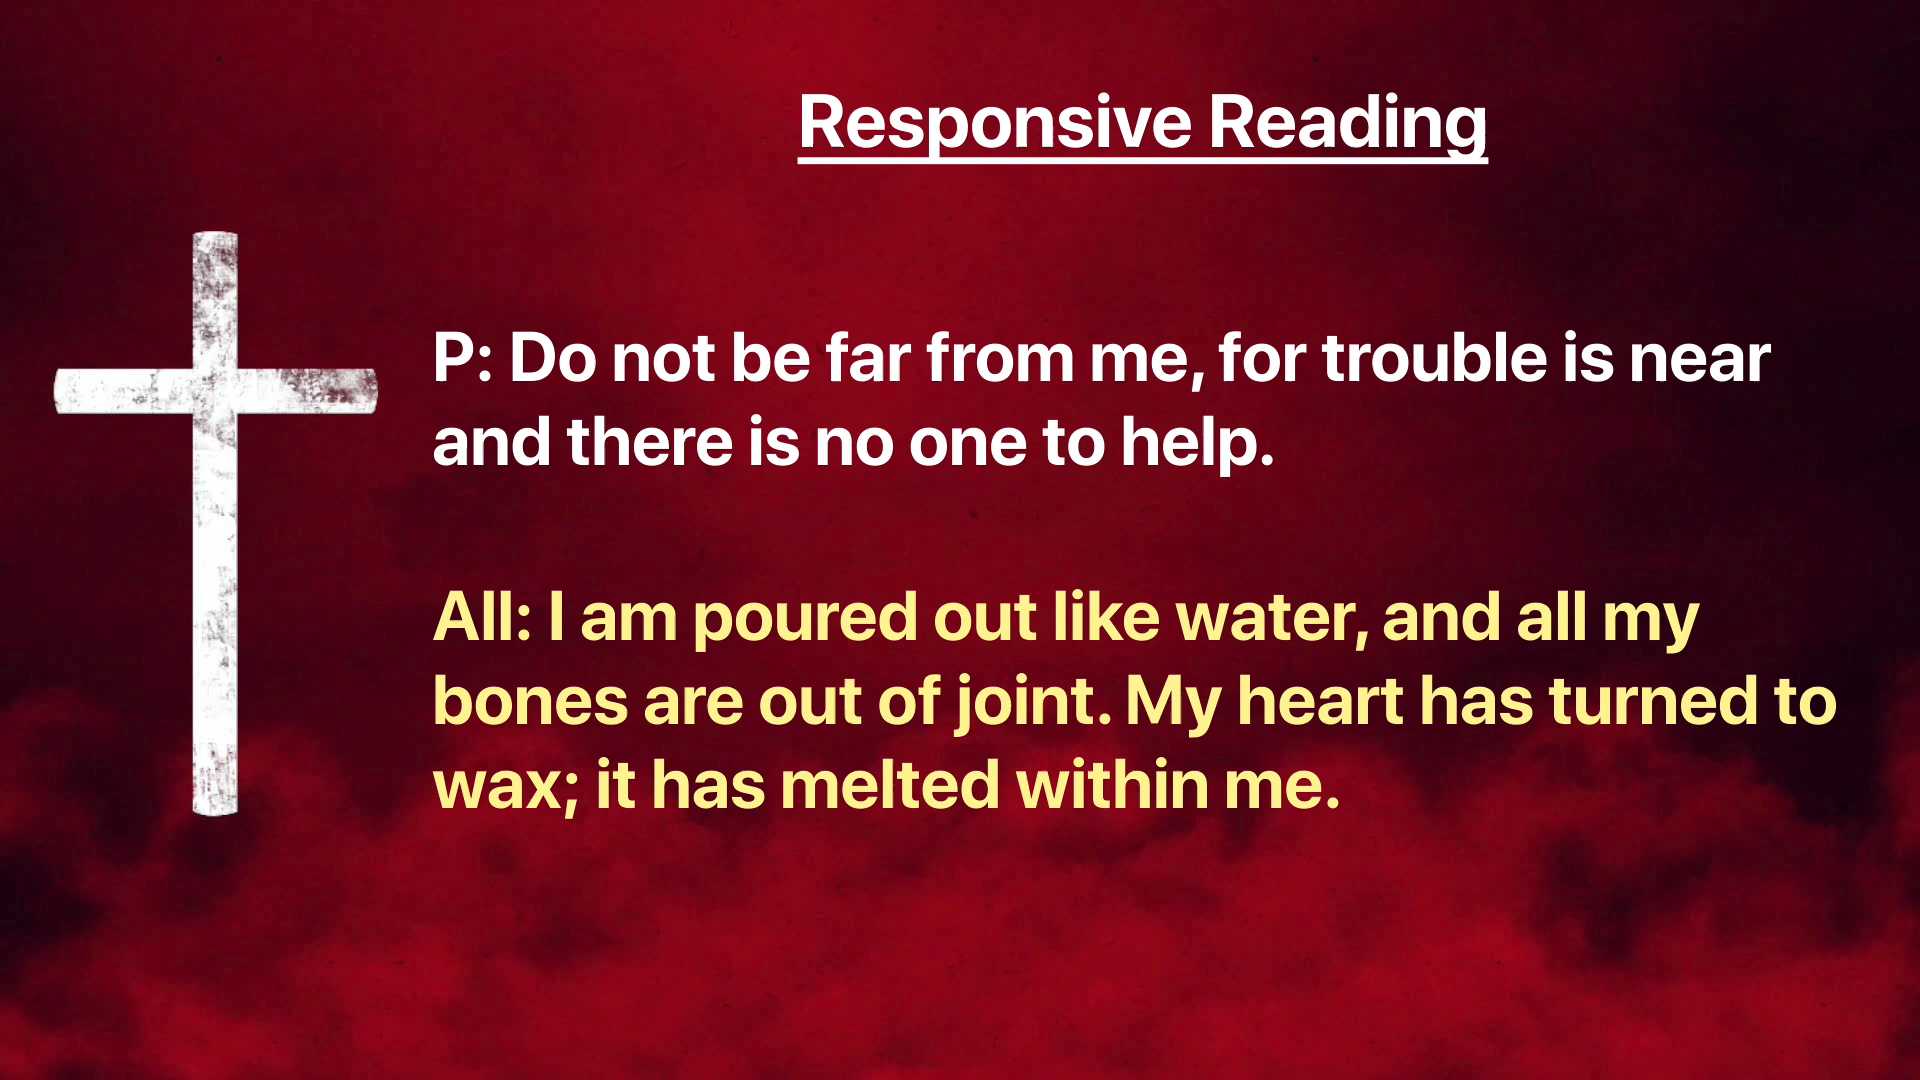 Responsive Reading
P: Do not be far from me, for trouble is near
and there is no one to help.
All: I am poured out like water, and all my
bones are out of joint. My heart has turned to
wax; it has melted within me.